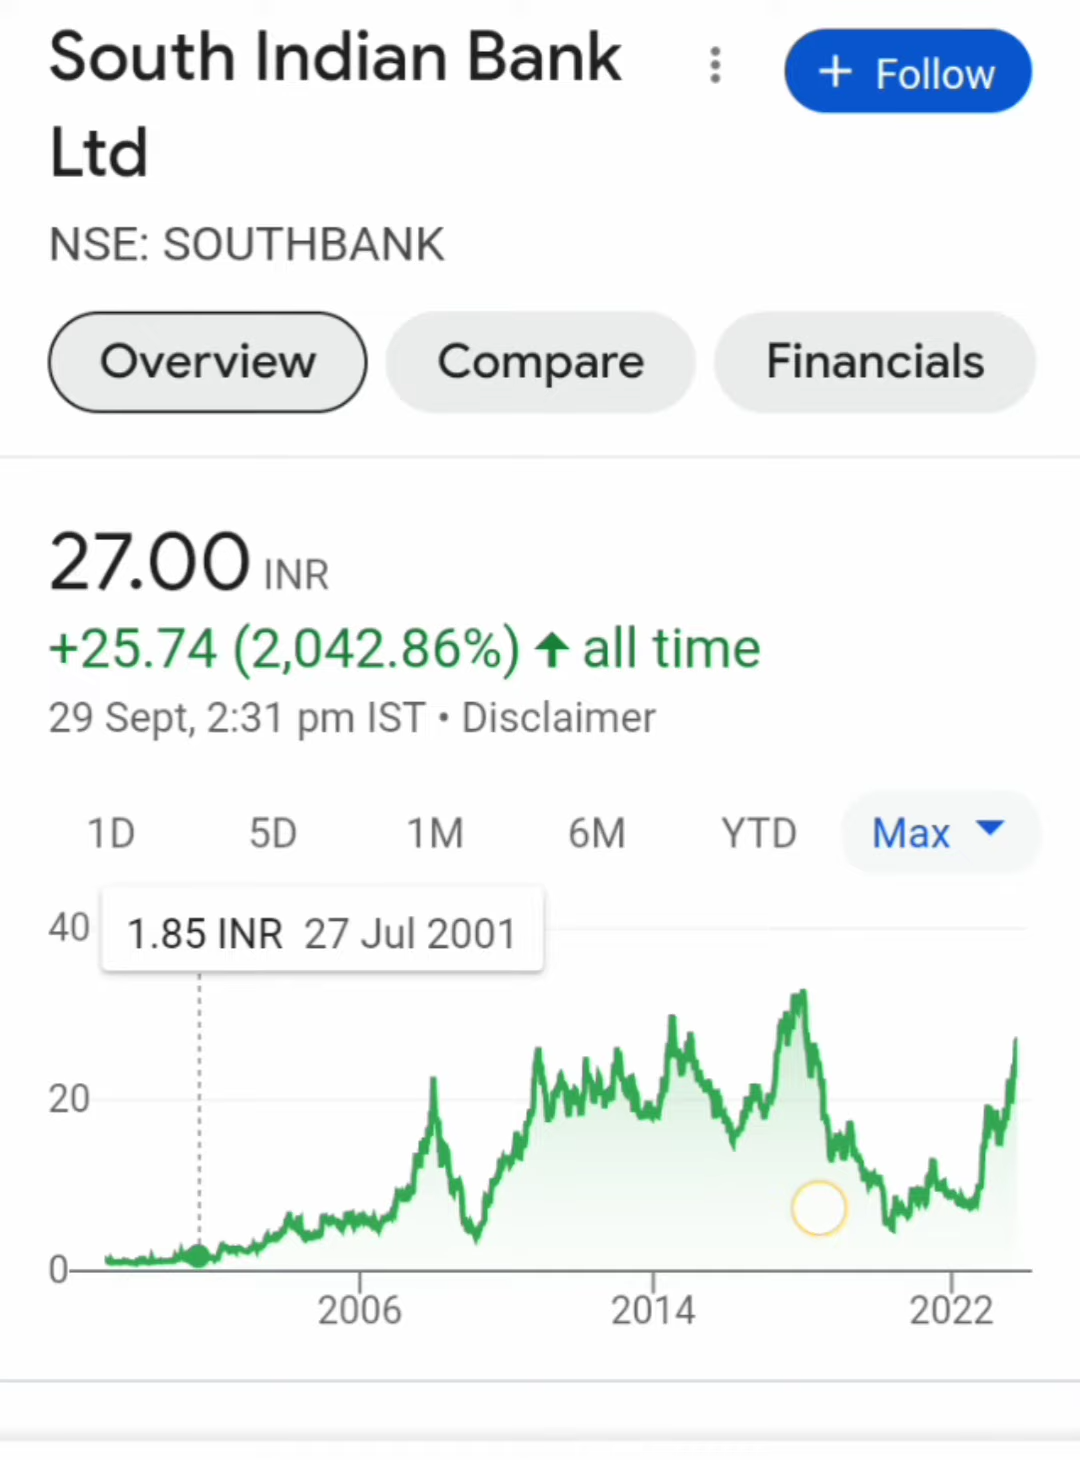 South Indian Bank
Ltd
+ Follow
NSE: SOUTHBANK
Overview Compare Financials
27.00 INR
+25.74 (2,042.86%) ↑ all time
29 Sept, 2:31 pm IST • Disclaimer
1D 5D 1M 6M YTD Max
40
1.85 INR 27 Jul 2001
20
0
2006 2014 2022